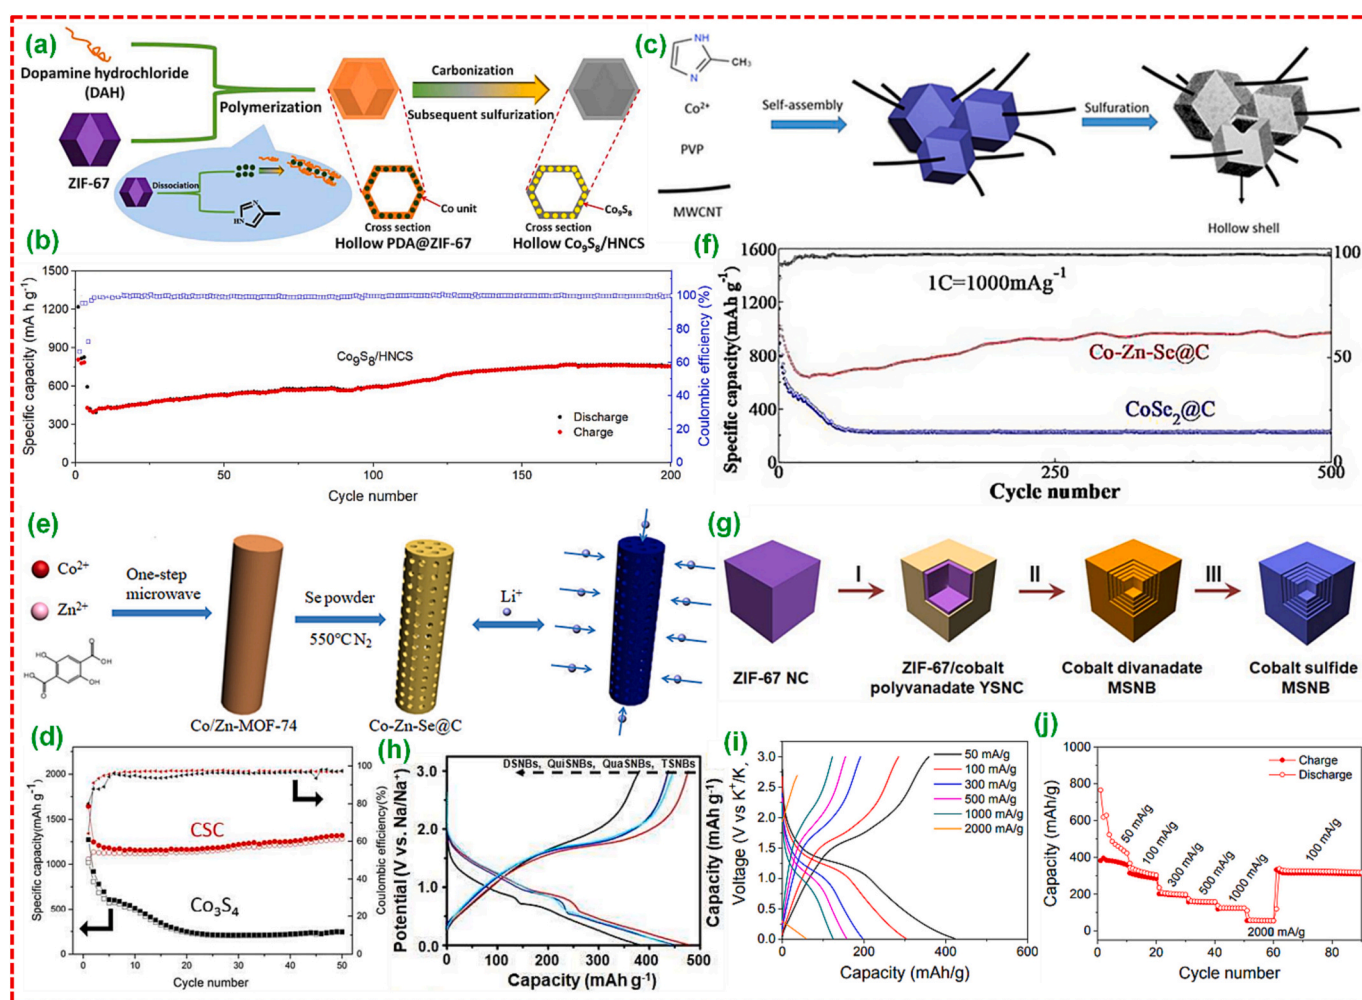 (a)
Dopamine hydrochloride
(DAH)
ZIF-67
Polymerization
Dissociation
HN
N
Carbonization
Subsequent sulfurization
Co unit
Co₉S₈
Cross section
Hollow PDA@ZIF-67
Cross section
Hollow Co₉S₈/HNCS
(c)
NH
N
CH₃
Co²⁺
PVP
MWCNT
Self-assembly
Sulfuration
Hollow shell
(b)
Specific capacity (mA h g⁻¹)
1500
1200
900
600
300
0
Co₉S₈/HNCS
Discharge
Charge
100
80
60
40
20
0
Coulombic efficiency (%)
0
50
100
150
200
Cycle number
(f)
Specific capacity(mAh g⁻¹)
1600
1200
800
400
0
1C=1000mAg⁻¹
Co-Zn-Se@C
CoSe₂@C
100
50
0
0
250
500
Cycle number
(e)
Co²⁺
Zn²⁺
HO
O
OH
HO
O
OH
One-step
microwave
Co/Zn-MOF-74
Se powder
550°C N₂
Co-Zn-Se@C
Li⁺
(g)
ZIF-67 NC
I
ZIF-67/cobalt
polyvanadate YSNC
II
Cobalt divanadate
MSNB
III
Cobalt sulfide
MSNB
(d)
Specific capacity(mAh g⁻¹)
2000
1500
1000
500
0
CSC
Co₃S₄
100
80
60
40
20
0
Coulombic efficiency(%)
0
10
20
30
40
50
Cycle number
(h)
Potential (V vs. Na/Na⁺)
3.0
2.0
1.0
0.0
DSNBs, QuiSNBs, QuaSNBs, TSNBs
0
100
200
300
400
500
Capacity (mAh g⁻¹)
Capacity (mAh g⁻¹)
(i)
Voltage (V vs K⁺/K,
3.0
2.5
2.0
1.5
1.0
0.5
0.0
50 mA/g
100 mA/g
300 mA/g
500 mA/g
1000 mA/g
2000 mA/g
0
200
400
600
Capacity (mAh/g)
(j)
Capacity (mAh/g)
1000
800
600
400
200
0
Charge
Discharge
50 mA/g
100 mA/g
300 mA/g
500 mA/g
1000 mA/g
2000 mA/g
100 mA/g
0
20
40
60
80
Cycle number